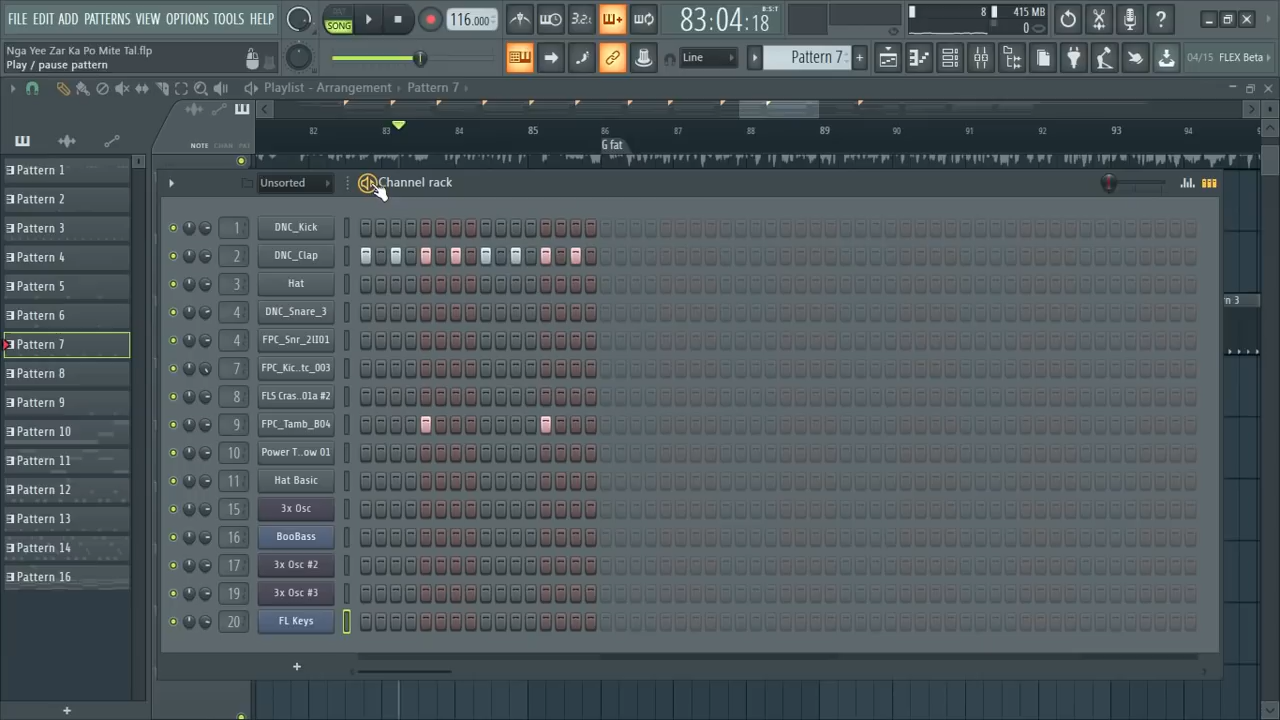 FILE EDIT ADD PATTERNS VIEW OPTIONS TOOLS HELP
SONG
116.000
3.2
83:04:18
B:S:T
8
415 MB
0
Nga Yee Zar Ka Po Mite Tal.flp
Play / pause pattern
Line
Pattern 7
04/15 FLEX Beta
Playlist - Arrangement
Pattern 7
NOTE CHAN PAT
82 83 84 85 86 87 88 89 90 91 92 93 94 9
G fat
Unsorted
Channel rack
Pattern 1
Pattern 2
Pattern 3
Pattern 4
Pattern 5
Pattern 6
Pattern 7
Pattern 8
Pattern 9
Pattern 10
Pattern 11
Pattern 12
Pattern 13
Pattern 14
Pattern 16
1 DNC_Kick
2 DNC_Clap
3 Hat
4 DNC_Snare_3
4 FPC_Snr_2II01
7 FPC_Kic..tc_003
8 FLS Cras..01a #2
9 FPC_Tamb_B04
10 Power T..ow 01
11 Hat Basic
15 3x Osc
16 BooBass
17 3x Osc #2
19 3x Osc #3
20 FL Keys
n 3